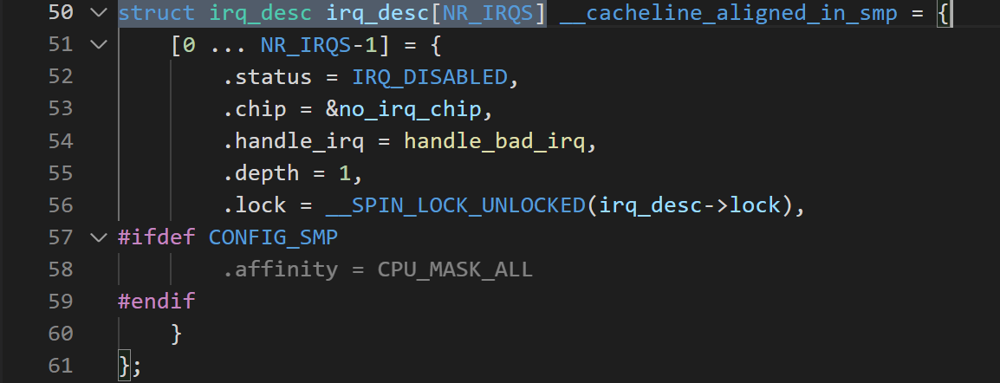 50 struct irq_desc irq_desc[NR_IRQS] __cacheline_aligned_in_smp = {
51     [0 ... NR_IRQS-1] = {
52         .status = IRQ_DISABLED,
53         .chip = &no_irq_chip,
54         .handle_irq = handle_bad_irq,
55         .depth = 1,
56         .lock = __SPIN_LOCK_UNLOCKED(irq_desc->lock),
57 #ifdef CONFIG_SMP
58         .affinity = CPU_MASK_ALL
59 #endif
60     }
61 };